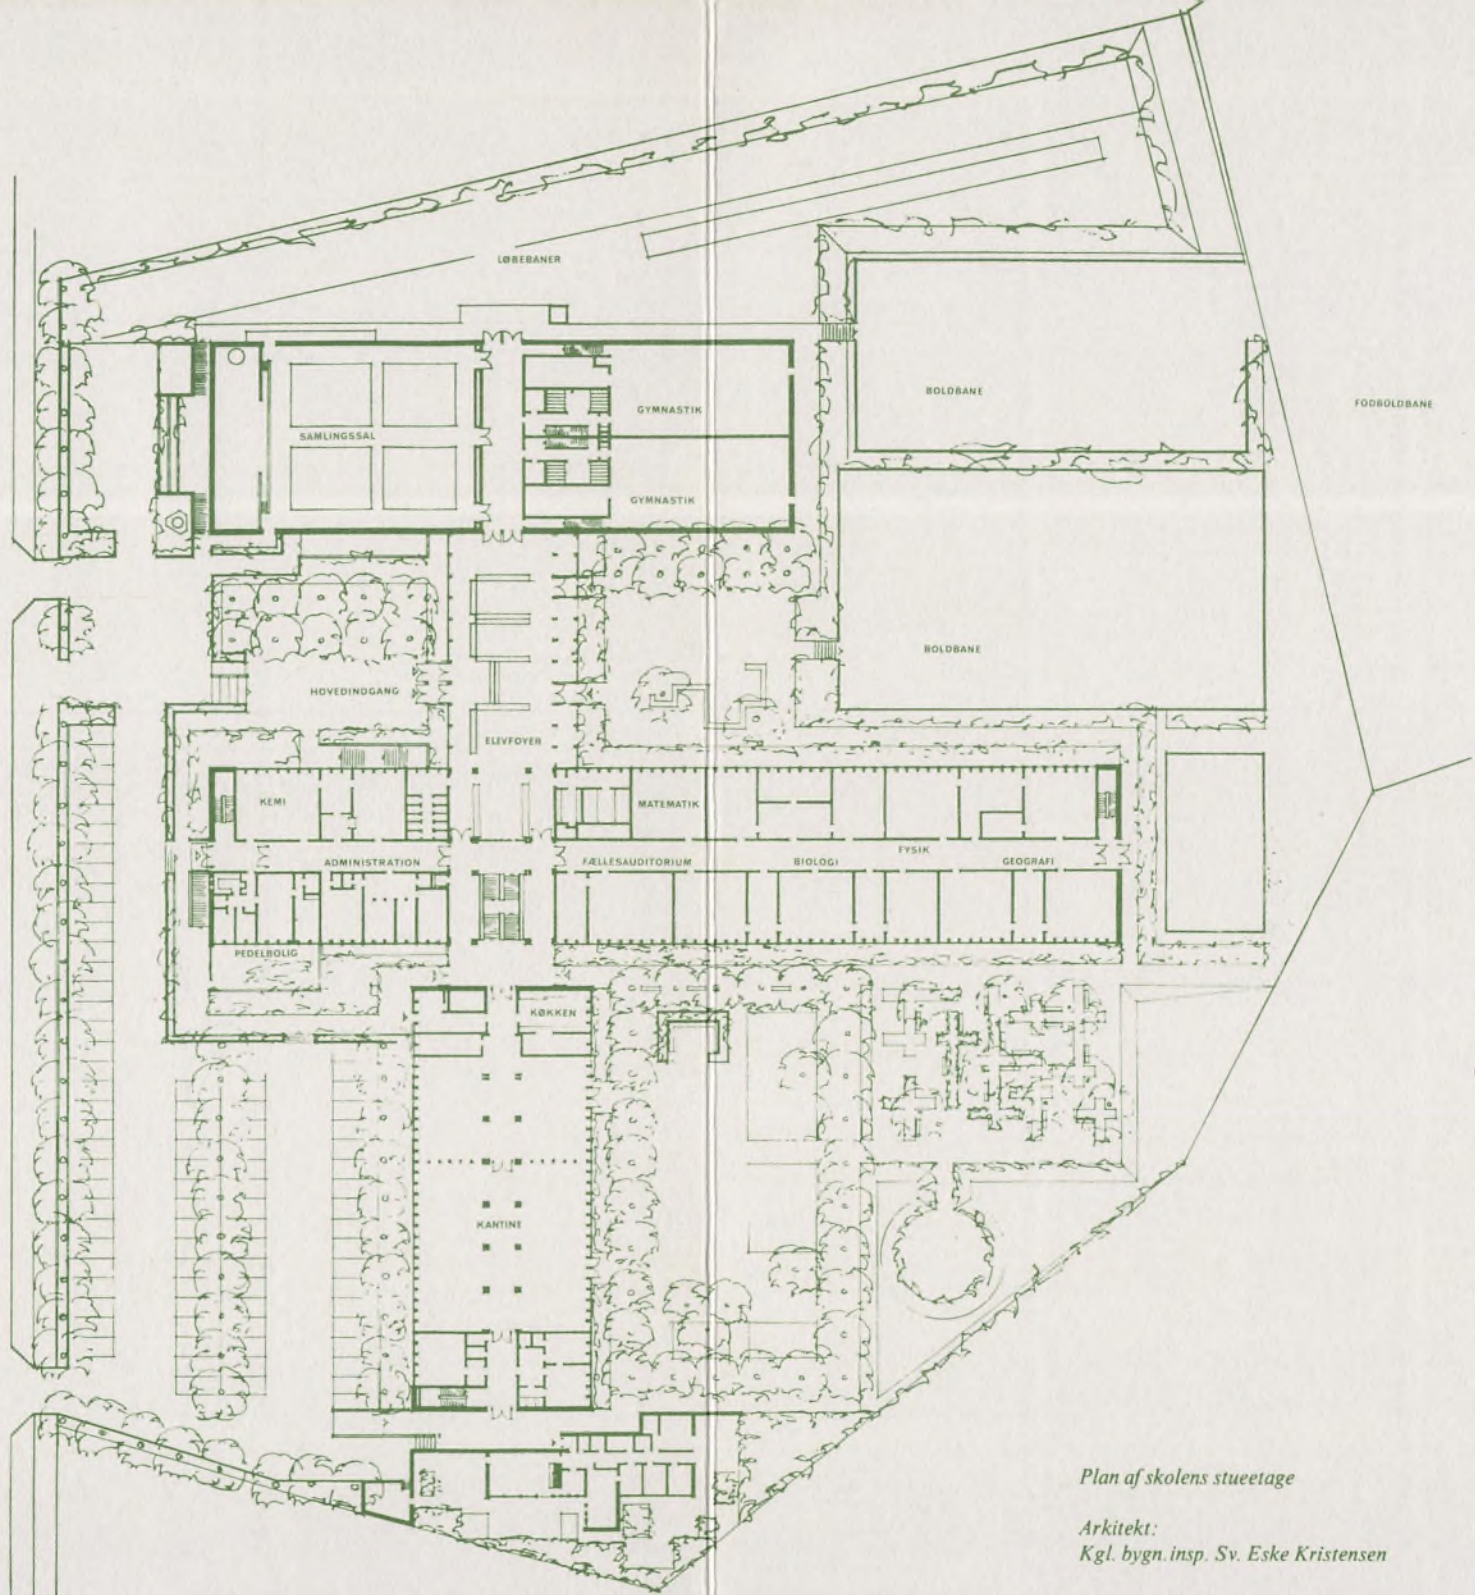 LØBEBANER
BOLDBANE
FODBOLDBANE
GYMNASTIK
SAMLINGSSAL
GYMNASTIK
BOLDBANE
HOVEDINDGANG
ELEVFOYER
KEMI
MATEMATIK
FYSIK
ADMINISTRATION
FÆLLESAUDITORIUM
BIOLOGI
GEOGRAFI
PEDELBOLIG
KØKKEN
KANTINE
Plan af skolens stueetage
Arkitekt:
Kgl. bygn.insp. Sv. Eske Kristensen